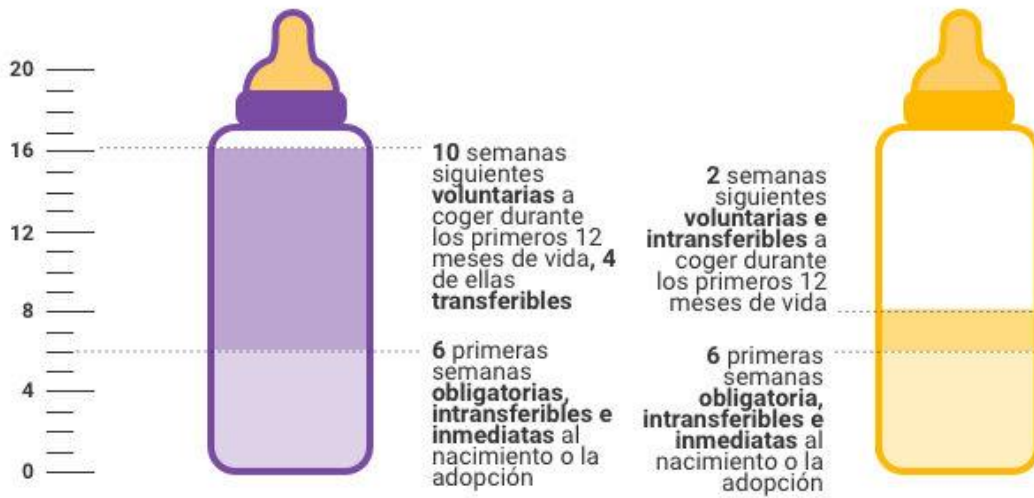 20
16
12
8
4
0
10 semanas
siguientes
voluntarias a
coger durante
los primeros 12
meses de vida, 4
de ellas
transferibles
6 primeras
semanas
obligatorias,
intransferibles e
inmediatas al
nacimiento o la
adopción
2 semanas
siguientes
voluntarias e
intransferibles a
coger durante
los primeros 12
meses de vida
6 primeras
semanas
obligatoria,
intransferibles e
inmediatas al
nacimiento o la
adopción